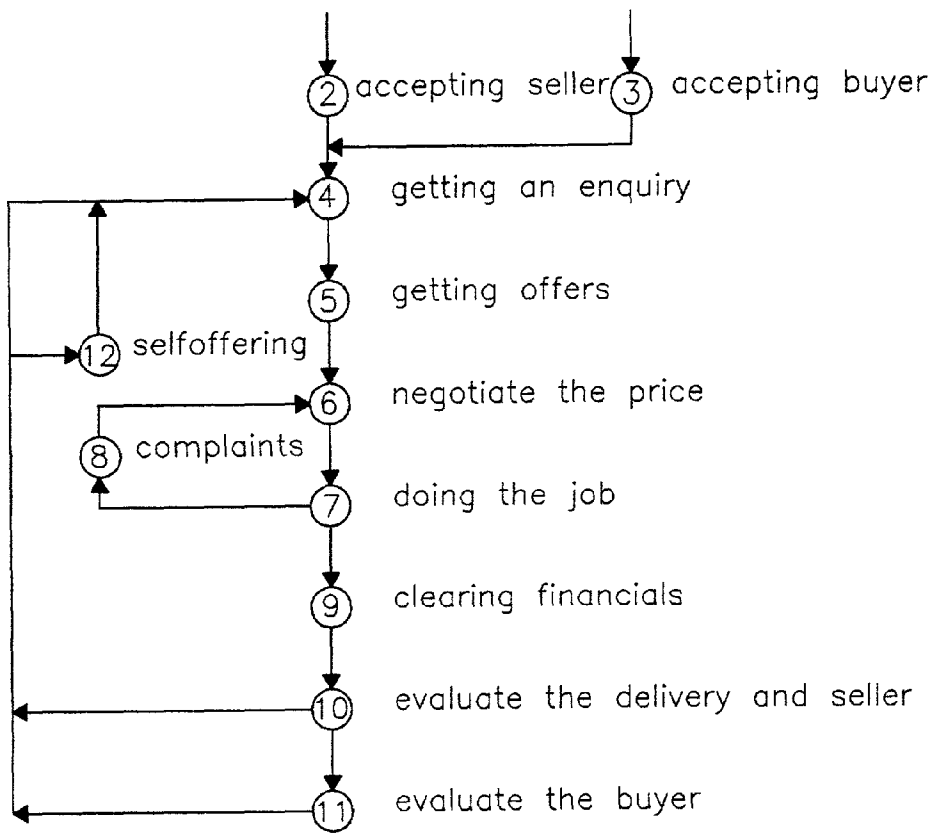 2 accepting seller 3 accepting buyer
4 getting an enquiry
5 getting offers
12 selfoffering
6 negotiate the price
8 complaints
7 doing the job
9 clearing financials
10 evaluate the delivery and seller
11 evaluate the buyer